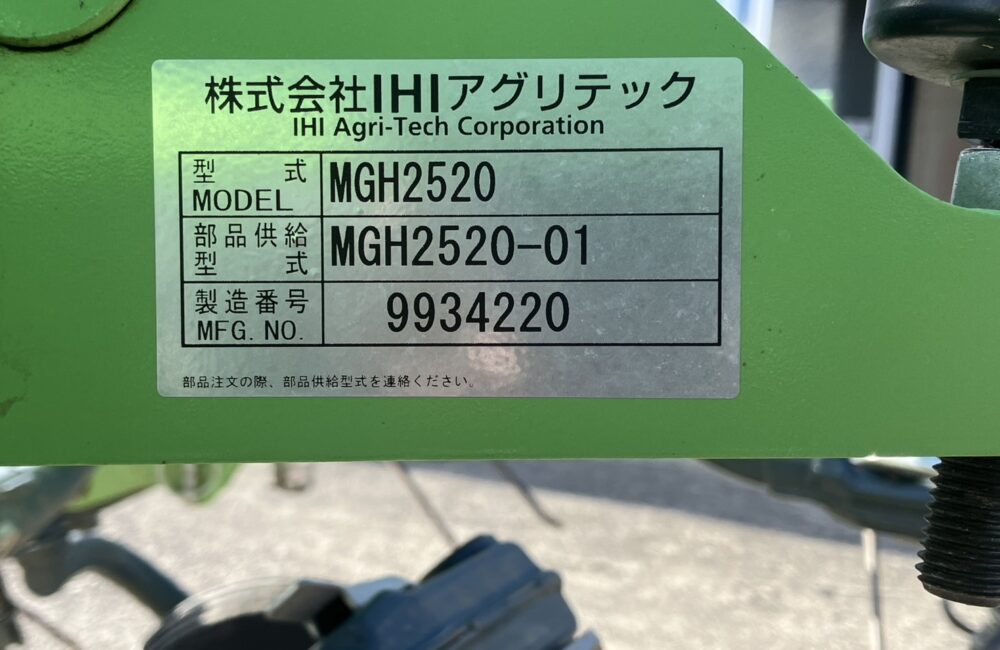 株式会社IHIアグリテック
IHI Agri-Tech Corporation
型式 MGH2520
MODEL
部品供給 MGH2520-01
型式
製造番号 9934220
MFG. NO.
部品注文の際、部品供給型式を連絡ください。